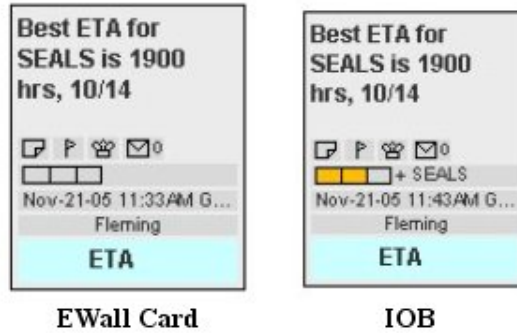 Best ETA for
SEALS is 1900
hrs, 10/14
0
Nov-21-05 11:33AM G...
Fleming
ETA
EWall Card
Best ETA for
SEALS is 1900
hrs, 10/14
0
+ SEALS
Nov-21-05 11:43AM G...
Fleming
ETA
IOB